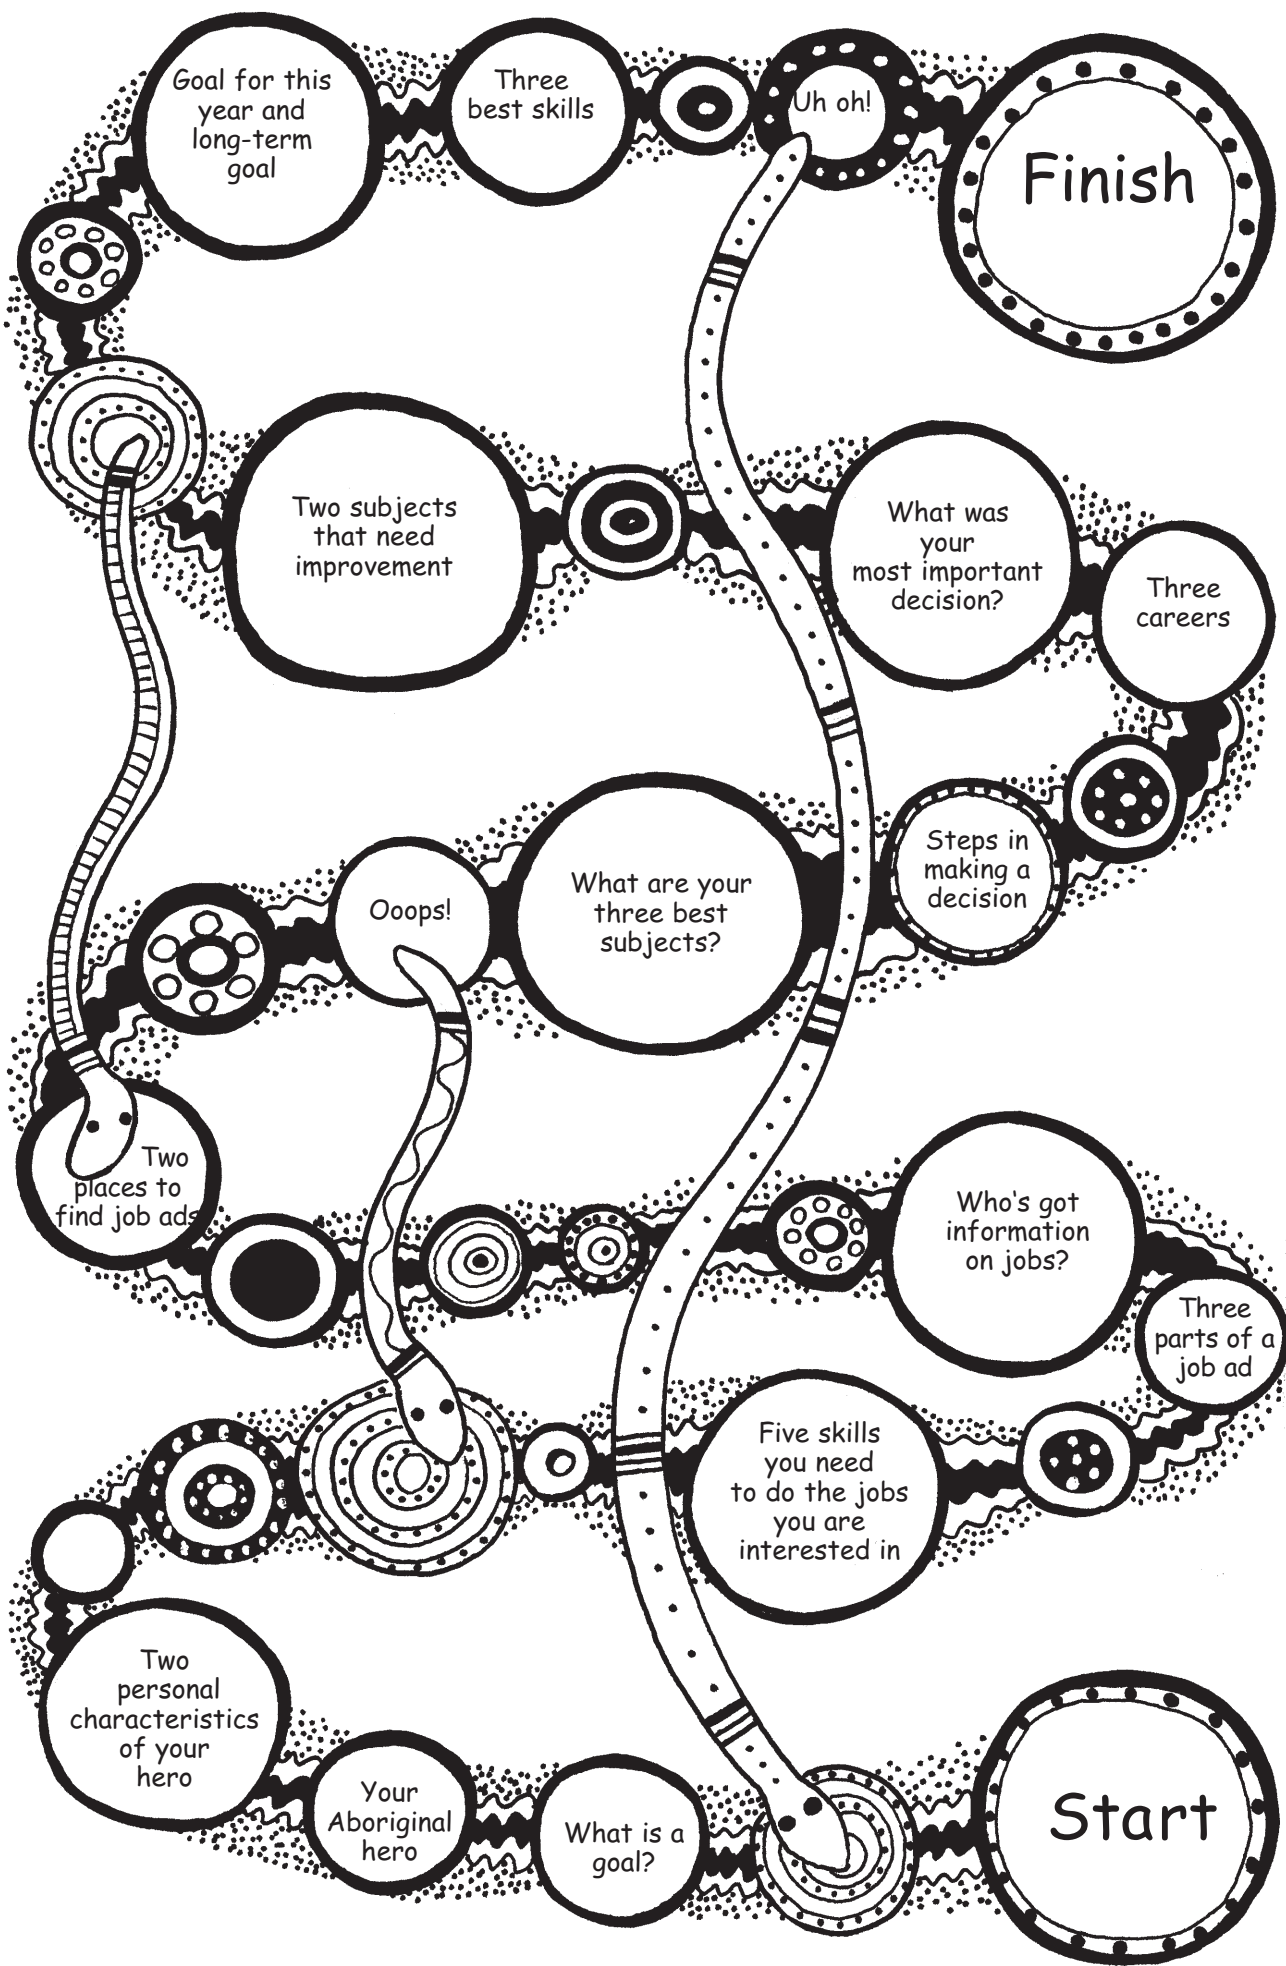 Goal for this
year and
long-term
goal
Three
best skills
Uh oh!
Finish
Two subjects
that need
improvement
What was
your
most important
decision?
Three
careers
Steps in
making a
decision
What are your
three best
subjects?
Ooops!
Two
places to
find job ads
Who's got
information
on jobs?
Three
parts of a
job ad
Five skills
you need
to do the jobs
you are
interested in
Two
personal
characteristics
of your
hero
Your
Aboriginal
hero
What is a
goal?
Start